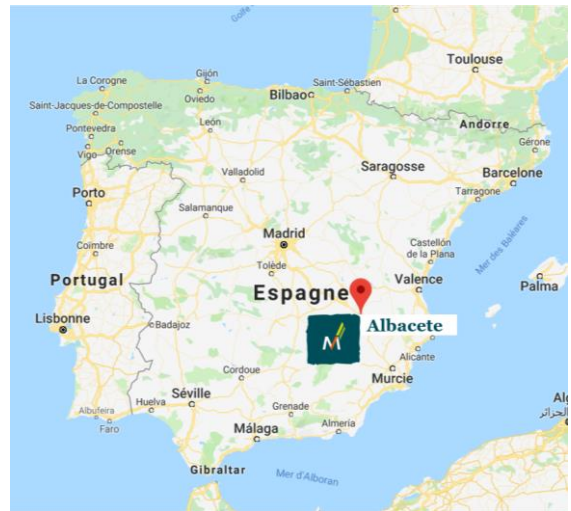 Golfe de
Toulouse
La Corogne
Gijón
Oviedo
Bilbao
Saint-Sébastien
Saint-Jacques-de-Compostelle
León
Andorre
Pontevedra
Vigo
Orense
Gérone
Valladolid
Saragosse
Barcelone
Porto
Tarragone
Salamanque
Madrid
Mer des Baléares
Coïmbre
Tolède
Castellón
de la Plana
Portugal
Espagne
Valence
Palma
Lisbonne
Badajoz
Albacete
Alicante
Cordoue
Murcie
Séville
Huelva
Grenade
Albufeira
Faro
Málaga
Almería
Alg
الجزائر
Gibraltar
Mer d'Alboran